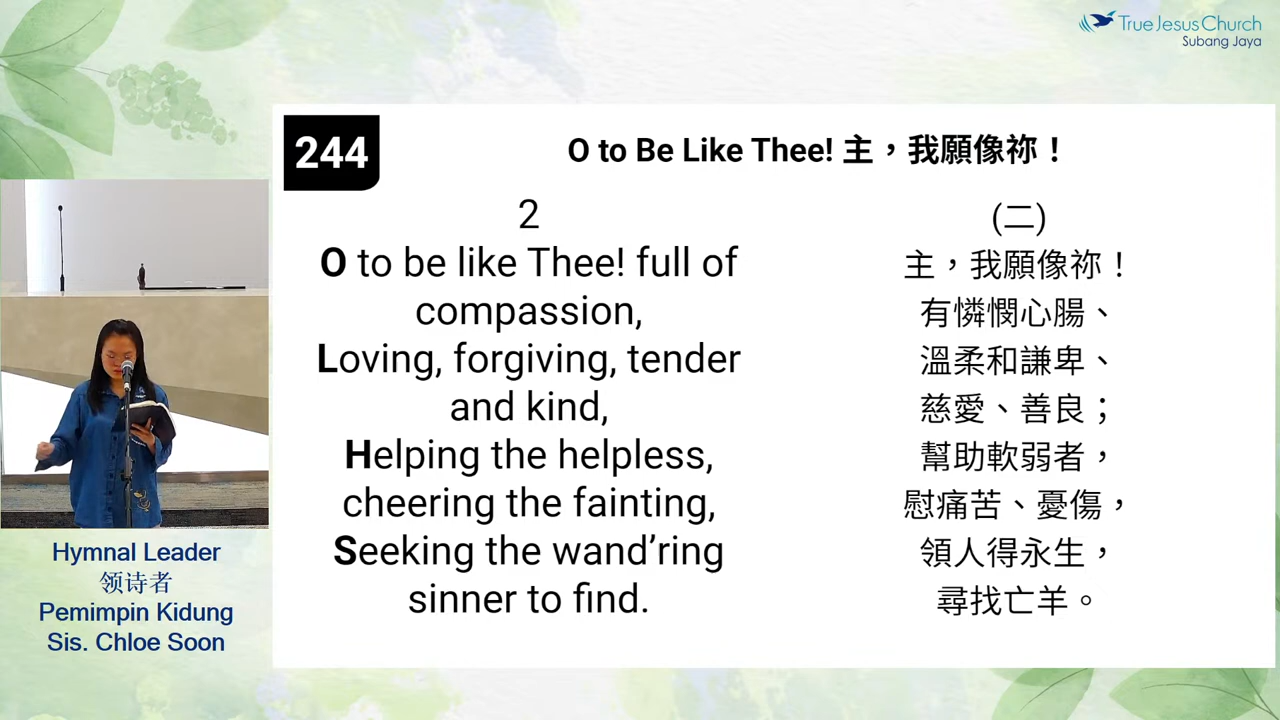 True Jesus Church
Subang Jaya
244
O to Be Like Thee! 主，我願像祢！
2
O to be like Thee! full of
compassion,
Loving, forgiving, tender
and kind,
Helping the helpless,
cheering the fainting,
Seeking the wand’ring
sinner to find.
(二)
主，我願像祢！
有憐憫心腸、
溫柔和謙卑、
慈愛、善良；
幫助軟弱者，
慰痛苦、憂傷，
領人得永生，
尋找亡羊。
Hymnal Leader
领诗者
Pemimpin Kidung
Sis. Chloe Soon